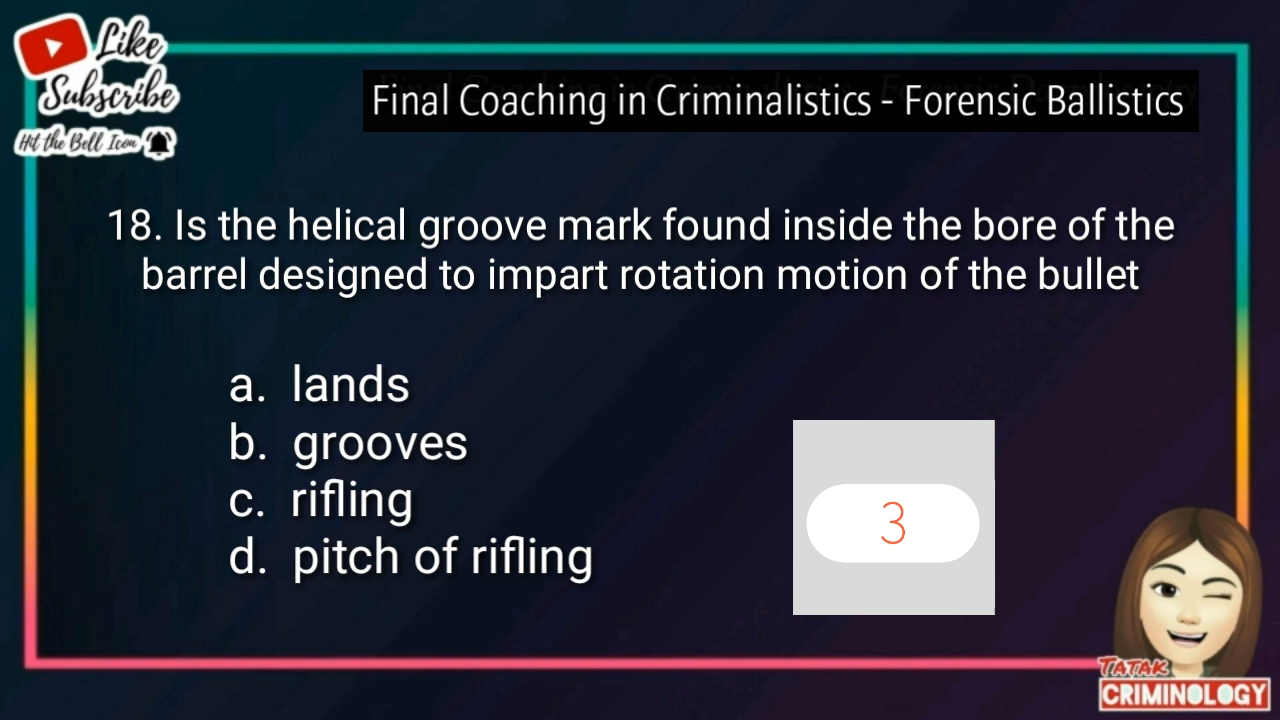 Like
Subscribe
Hit the Bell Icon
Final Coaching in Criminalistics - Forensic Ballistics
18. Is the helical groove mark found inside the bore of the
barrel designed to impart rotation motion of the bullet
a. lands
b. grooves
c. rifling
d. pitch of rifling
3
TATAK
CRIMINOLOGY